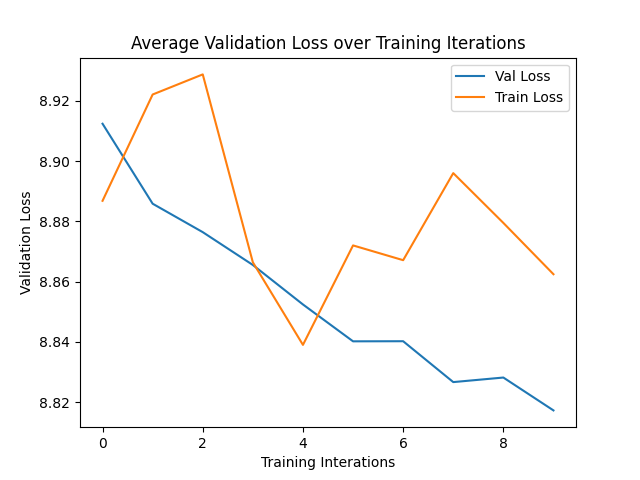 Average Validation Loss over Training Iterations
Val Loss
Train Loss
8.92
8.90
8.88
8.86
8.84
8.82
Validation Loss
0 2 4 6 8
Training Interations